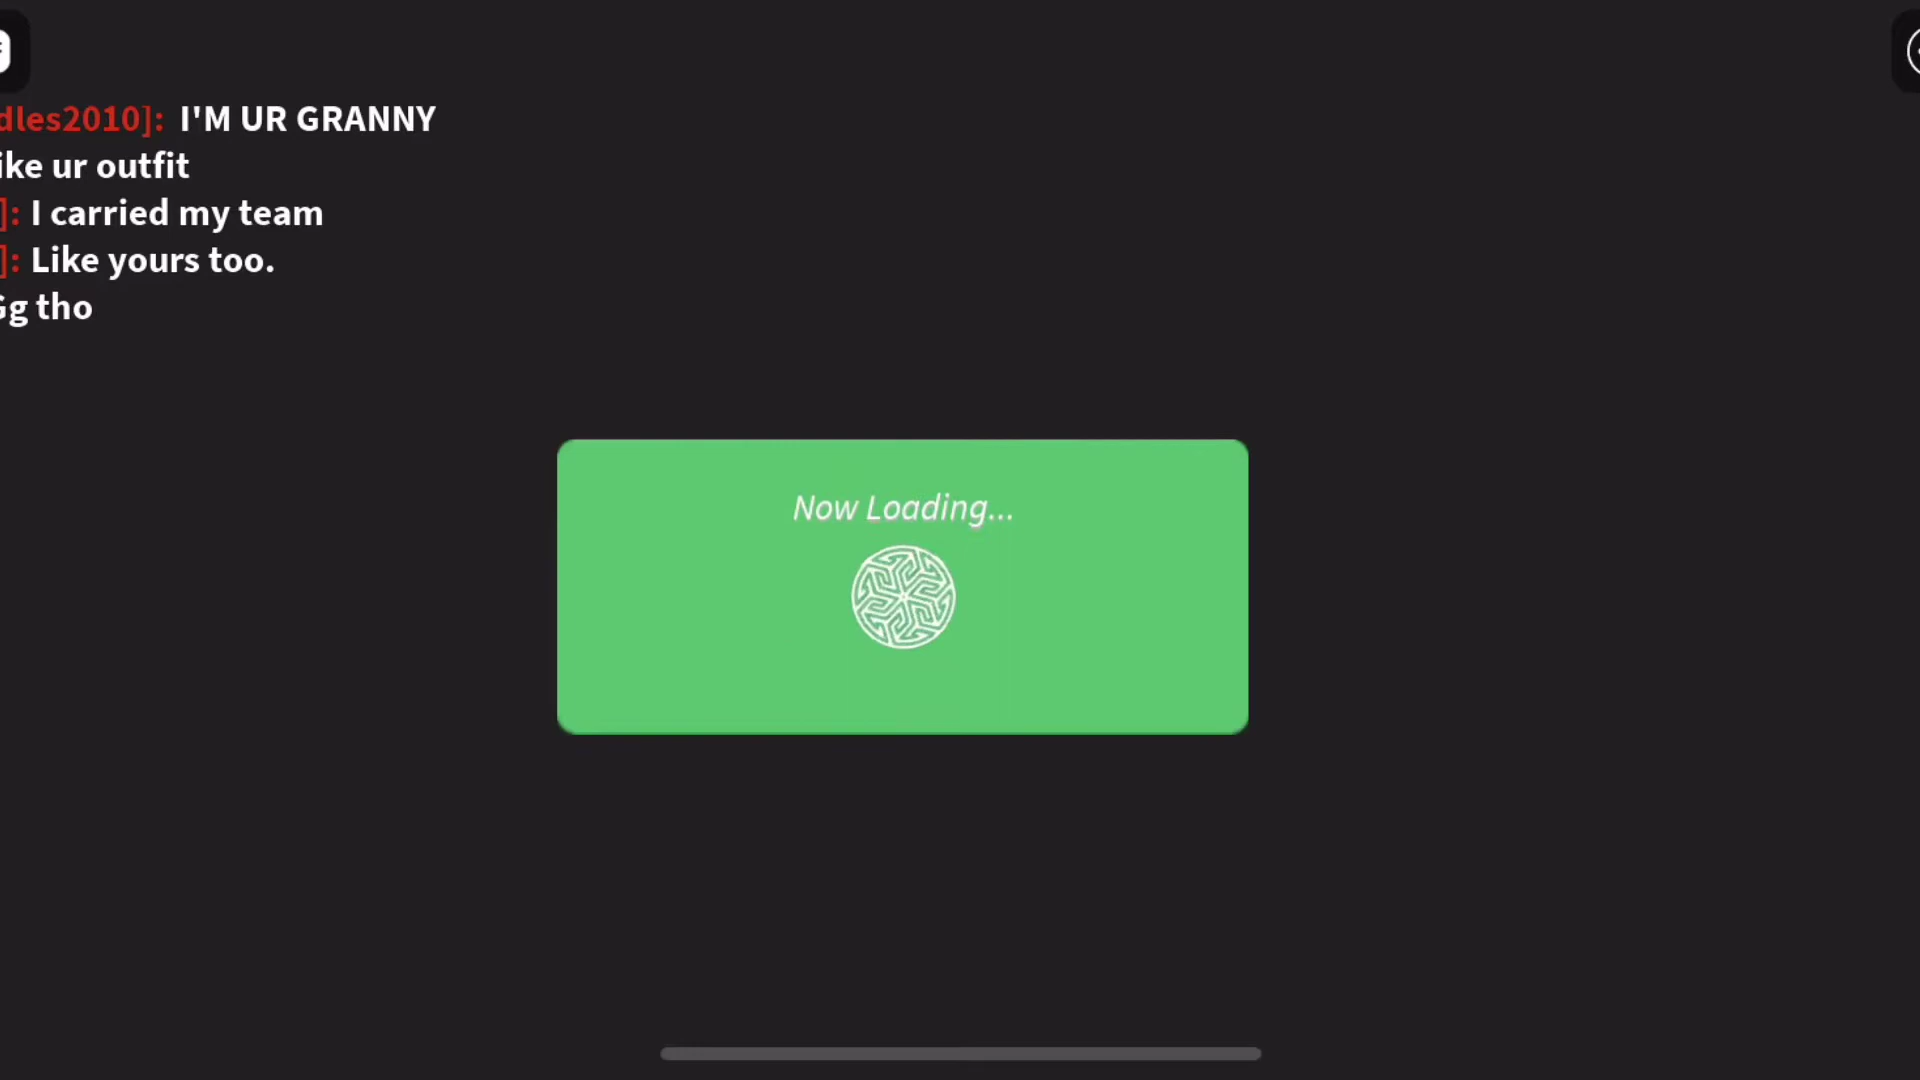 dles2010]: I'M UR GRANNY
ike ur outfit
]: I carried my team
]: Like yours too.
Gg tho
Now Loading...